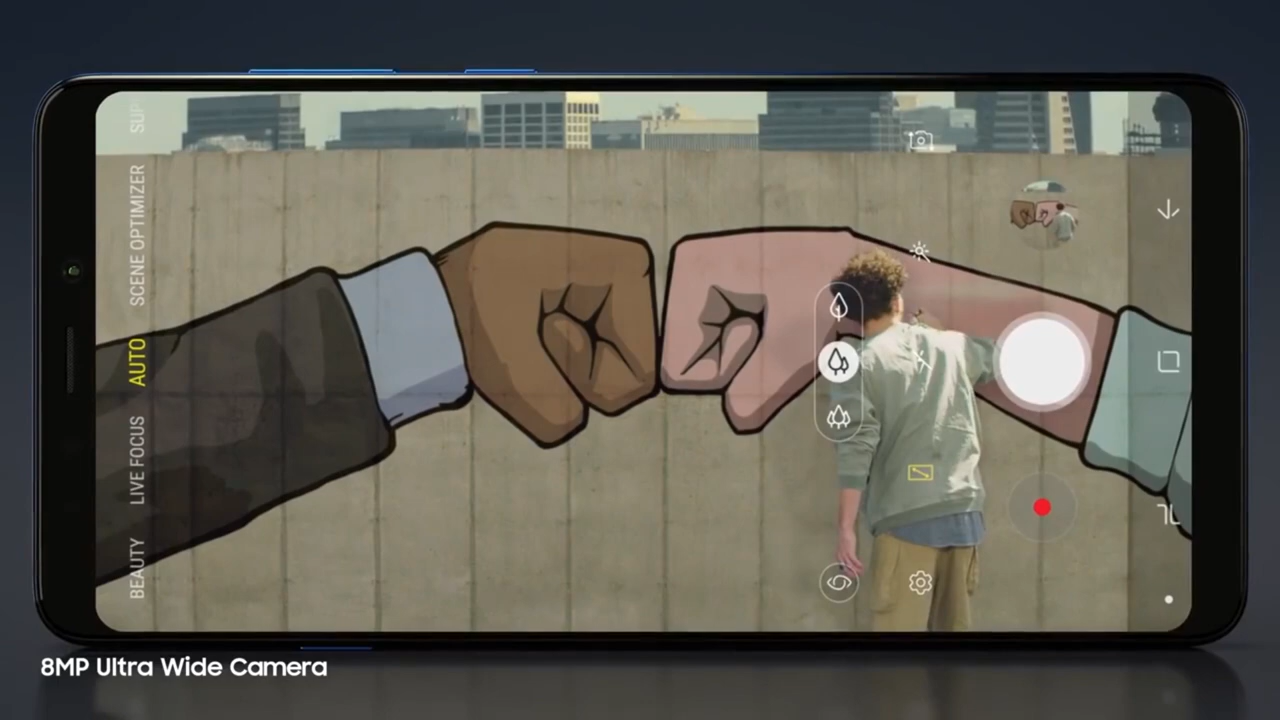 SCENE OPTIMIZER
AUTO
LIVE FOCUS
BEAUTY
8MP Ultra Wide Camera